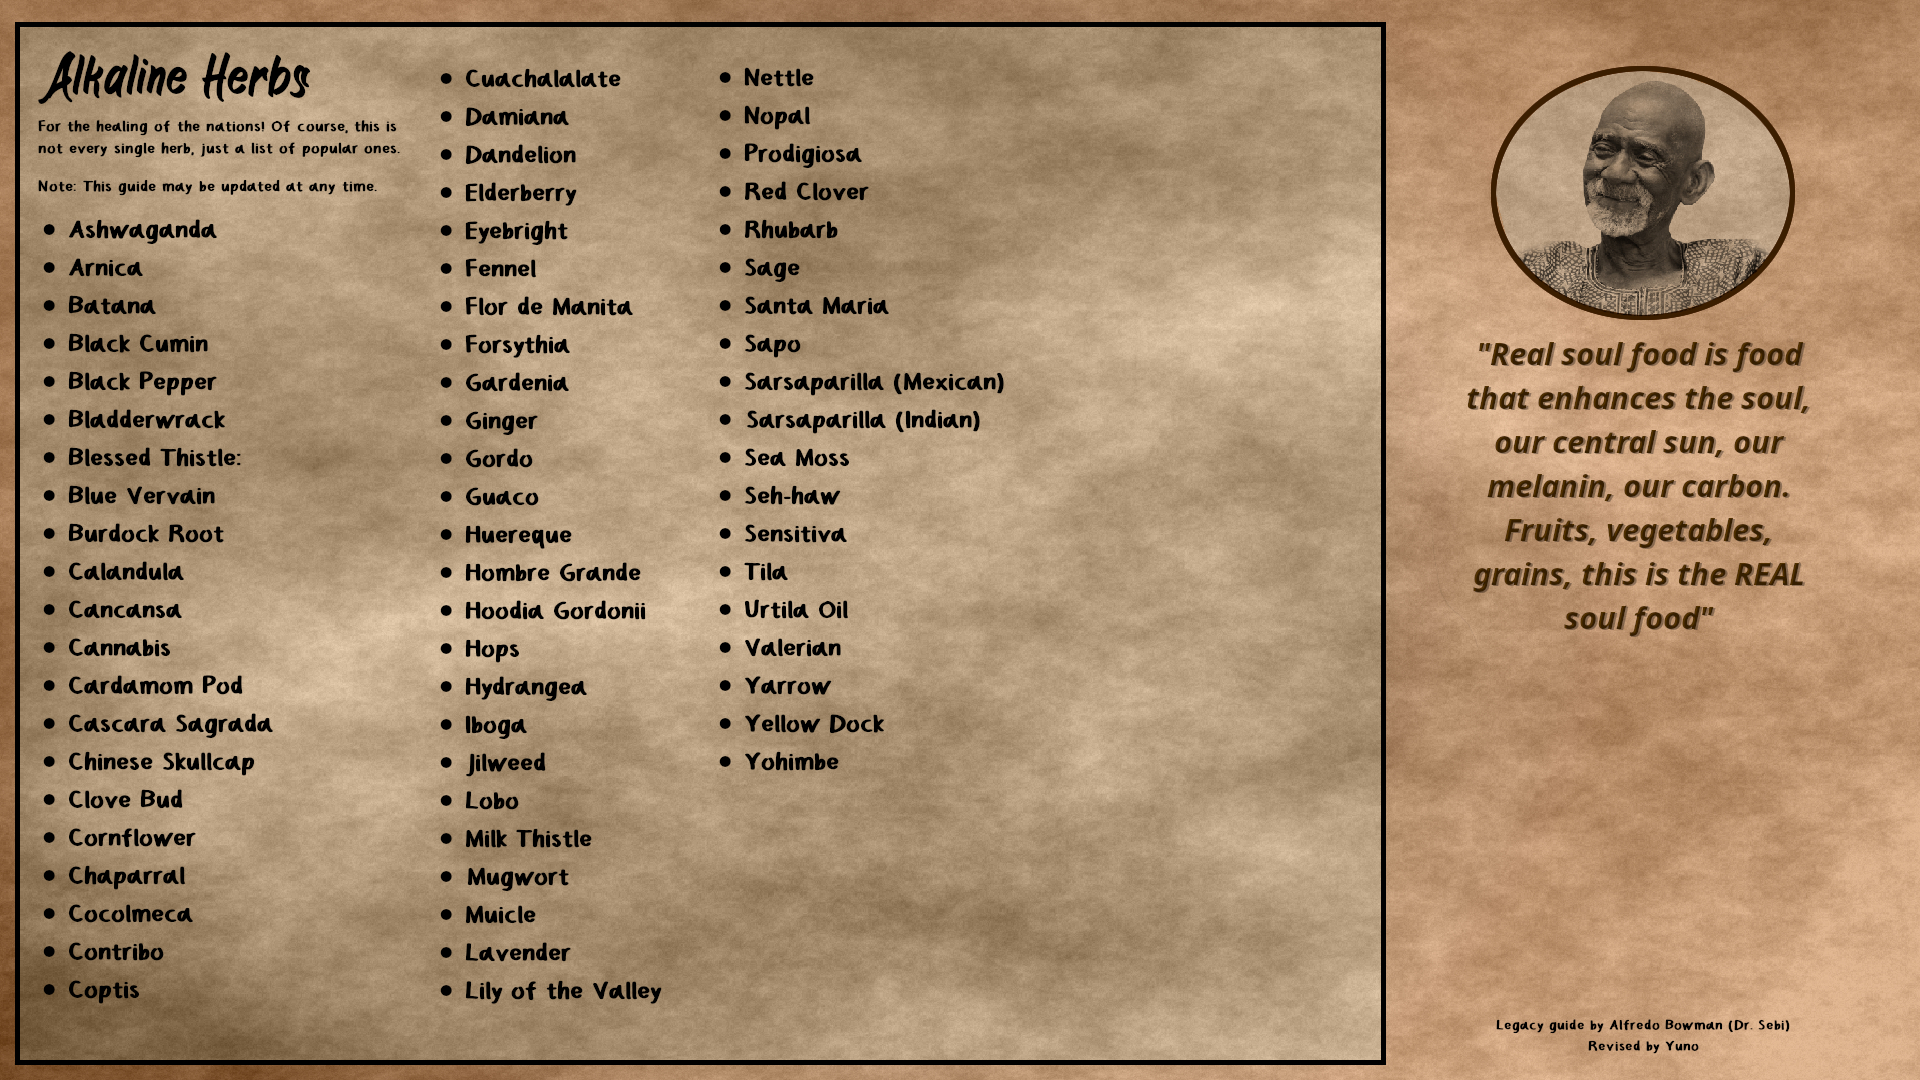 Alkaline Herbs
For the healing of the nations! Of course, this is
not every single herb, just a list of popular ones.
Note: This guide may be updated at any time.
• Ashwaganda
• Arnica
• Batana
• Black Cumin
• Black Pepper
• Bladderwrack
• Blessed Thistle:
• Blue Vervain
• Burdock Root
• Calandula
• Cancansa
• Cannabis
• Cardamom Pod
• Cascara Sagrada
• Chinese Skullcap
• Clove Bud
• Cornflower
• Chaparral
• Cocolmeca
• Contribo
• Coptis
• Cuachalalate
• Damiana
• Dandelion
• Elderberry
• Eyebright
• Fennel
• Flor de Manita
• Forsythia
• Gardenia
• Ginger
• Gordo
• Guaco
• Huereque
• Hombre Grande
• Hoodia Gordonii
• Hops
• Hydrangea
• Iboga
• Jilweed
• Lobo
• Milk Thistle
• Mugwort
• Muicle
• Lavender
• Lily of the Valley
• Nettle
• Nopal
• Prodigiosa
• Red Clover
• Rhubarb
• Sage
• Santa Maria
• Sapo
• Sarsaparilla (Mexican)
• Sarsaparilla (Indian)
• Sea Moss
• Seh-haw
• Sensitiva
• Tila
• Urtila Oil
• Valerian
• Yarrow
• Yellow Dock
• Yohimbe
"Real soul food is food
that enhances the soul,
our central sun, our
melanin, our carbon.
Fruits, vegetables,
grains, this is the REAL
soul food"
Legacy guide by Alfredo Bowman (Dr. Sebi)
Revised by Yuno